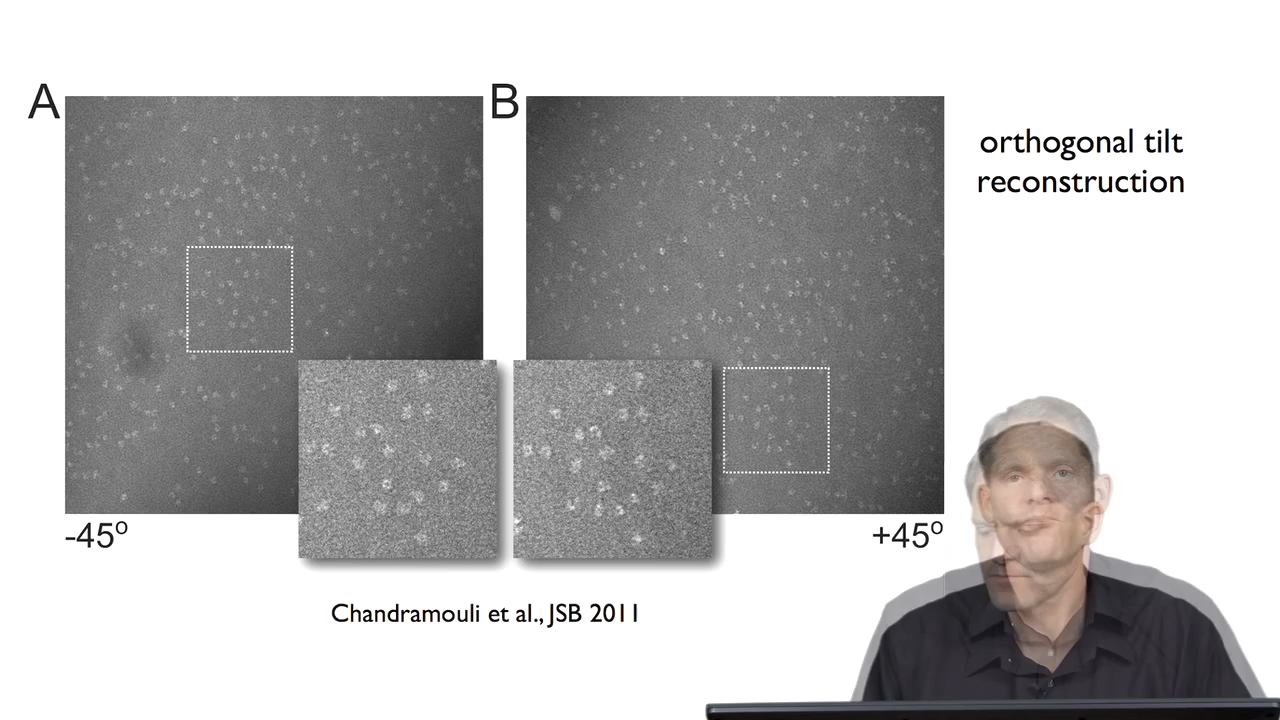 A
B
orthogonal tilt
reconstruction
-45º
+45º
Chandramouli et al., JSB 2011